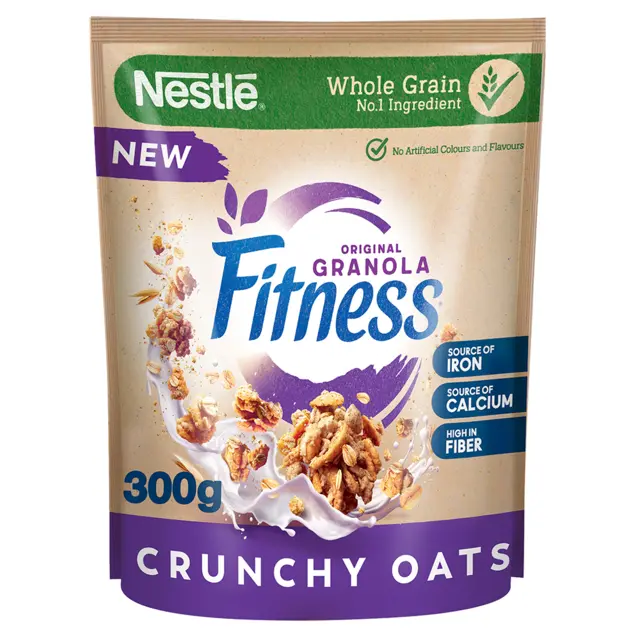 Nestlé®
Whole Grain
No.1 Ingredient
NEW
No Artificial Colours and Flavours
ORIGINAL
GRANOLA
Fitness
SOURCE OF
IRON
SOURCE OF
CALCIUM
HIGH IN
FIBER
300g
CRUNCHY OATS